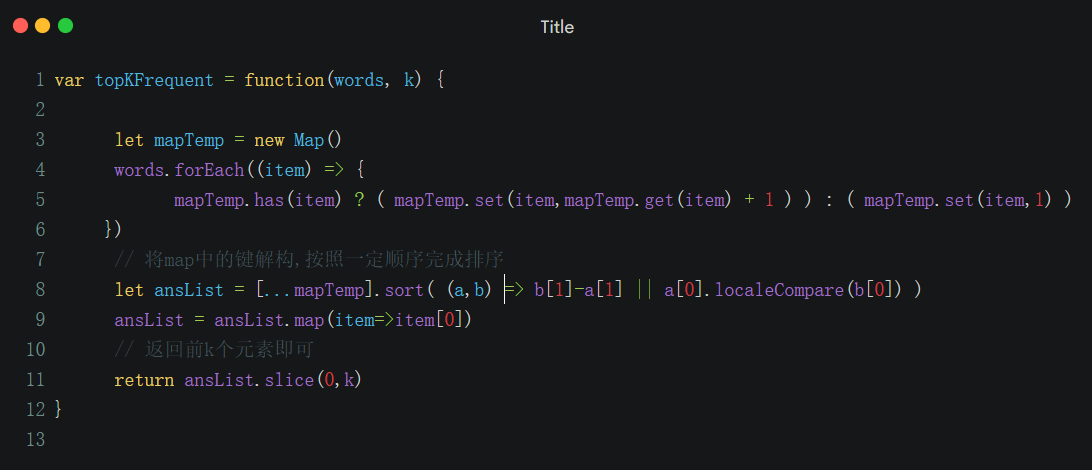 Title
1 var topKFrequent = function(words, k) {
2
3 let mapTemp = new Map()
4 words.forEach((item) => {
5 mapTemp.has(item) ? ( mapTemp.set(item,mapTemp.get(item) + 1 ) ) : ( mapTemp.set(item,1) )
6 })
7 // 将map中的键解构,按照一定顺序完成排序
8 let ansList = [...mapTemp].sort( (a,b) => b[1]-a[1] || a[0].localeCompare(b[0]) )
9 ansList = ansList.map(item=>item[0])
10 // 返回前k个元素即可
11 return ansList.slice(0,k)
12 }
13